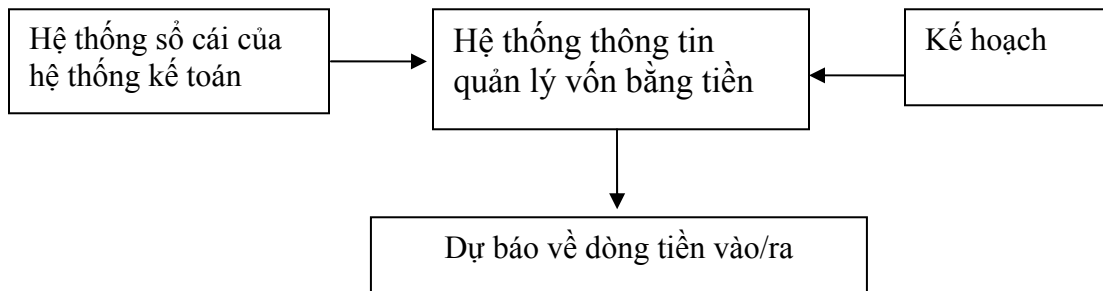 Hệ thống sổ cái của
hệ thống kế toán
Hệ thống thông tin
quản lý vốn bằng tiền
Kế hoạch
Dự báo về dòng tiền vào/ra